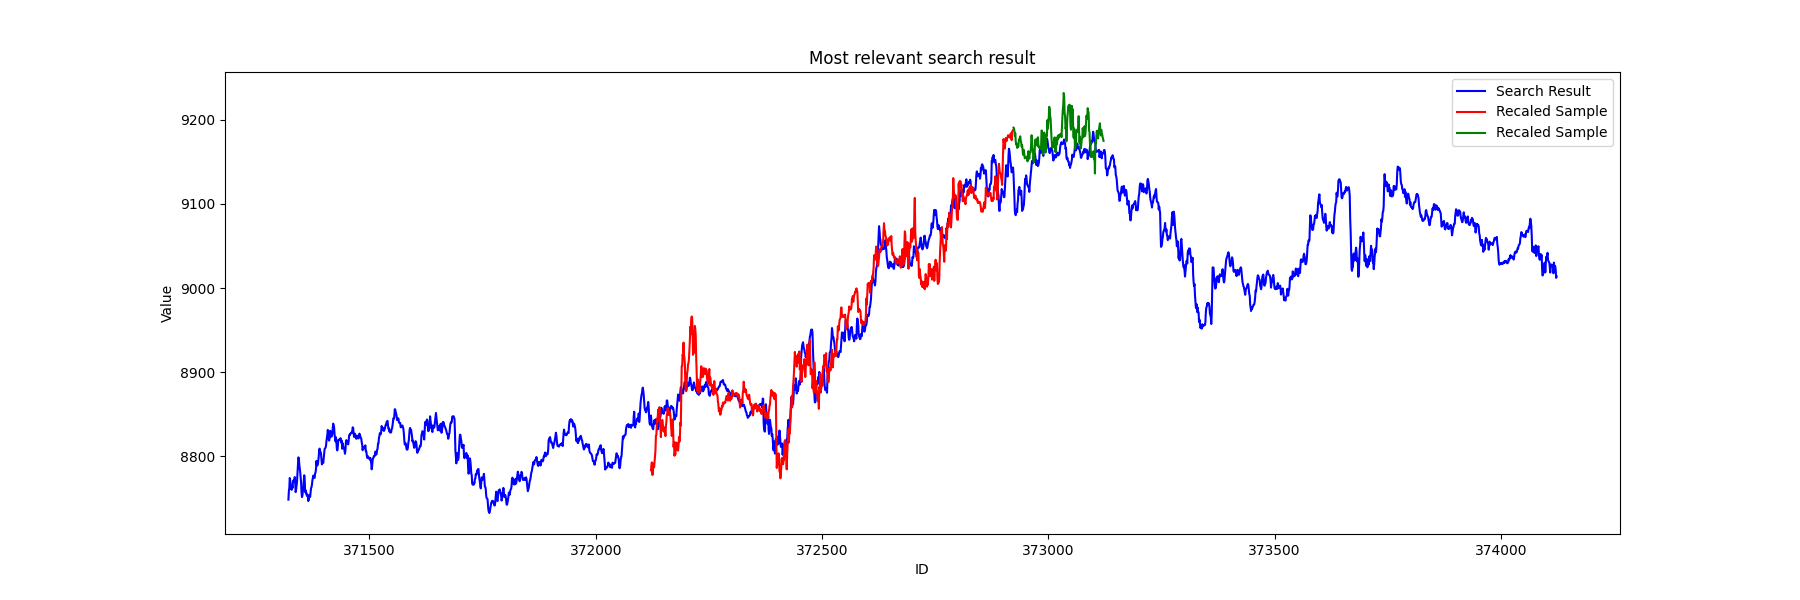 Most relevant search result
Search Result
Recaled Sample
Recaled Sample
9200
9100
9000
8900
8800
Value
371500
372000
372500
373000
373500
374000
ID